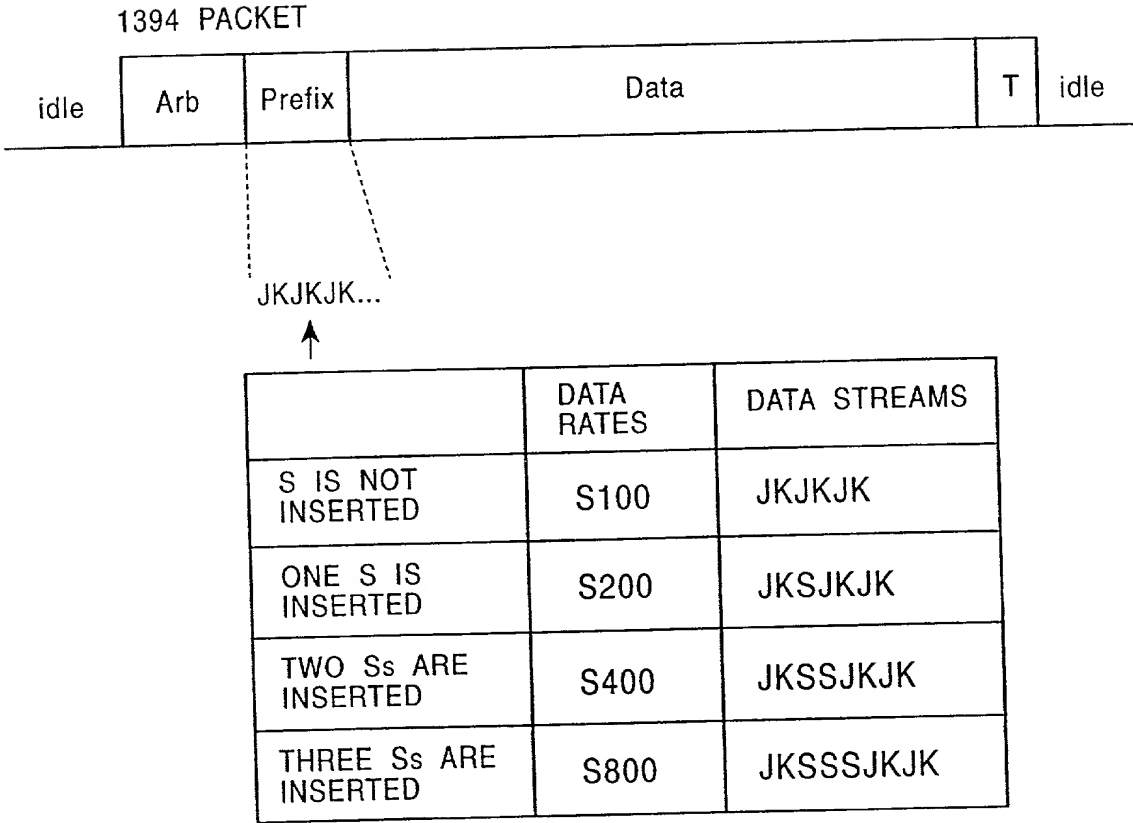 1394 PACKET
idle Arb Prefix Data T idle
JKJKJK...
DATA RATES DATA STREAMS
S IS NOT INSERTED S100 JKJKJK
ONE S IS INSERTED S200 JKSJKJK
TWO Ss ARE INSERTED S400 JKSSJKJK
THREE Ss ARE INSERTED S800 JKSSSJKJK